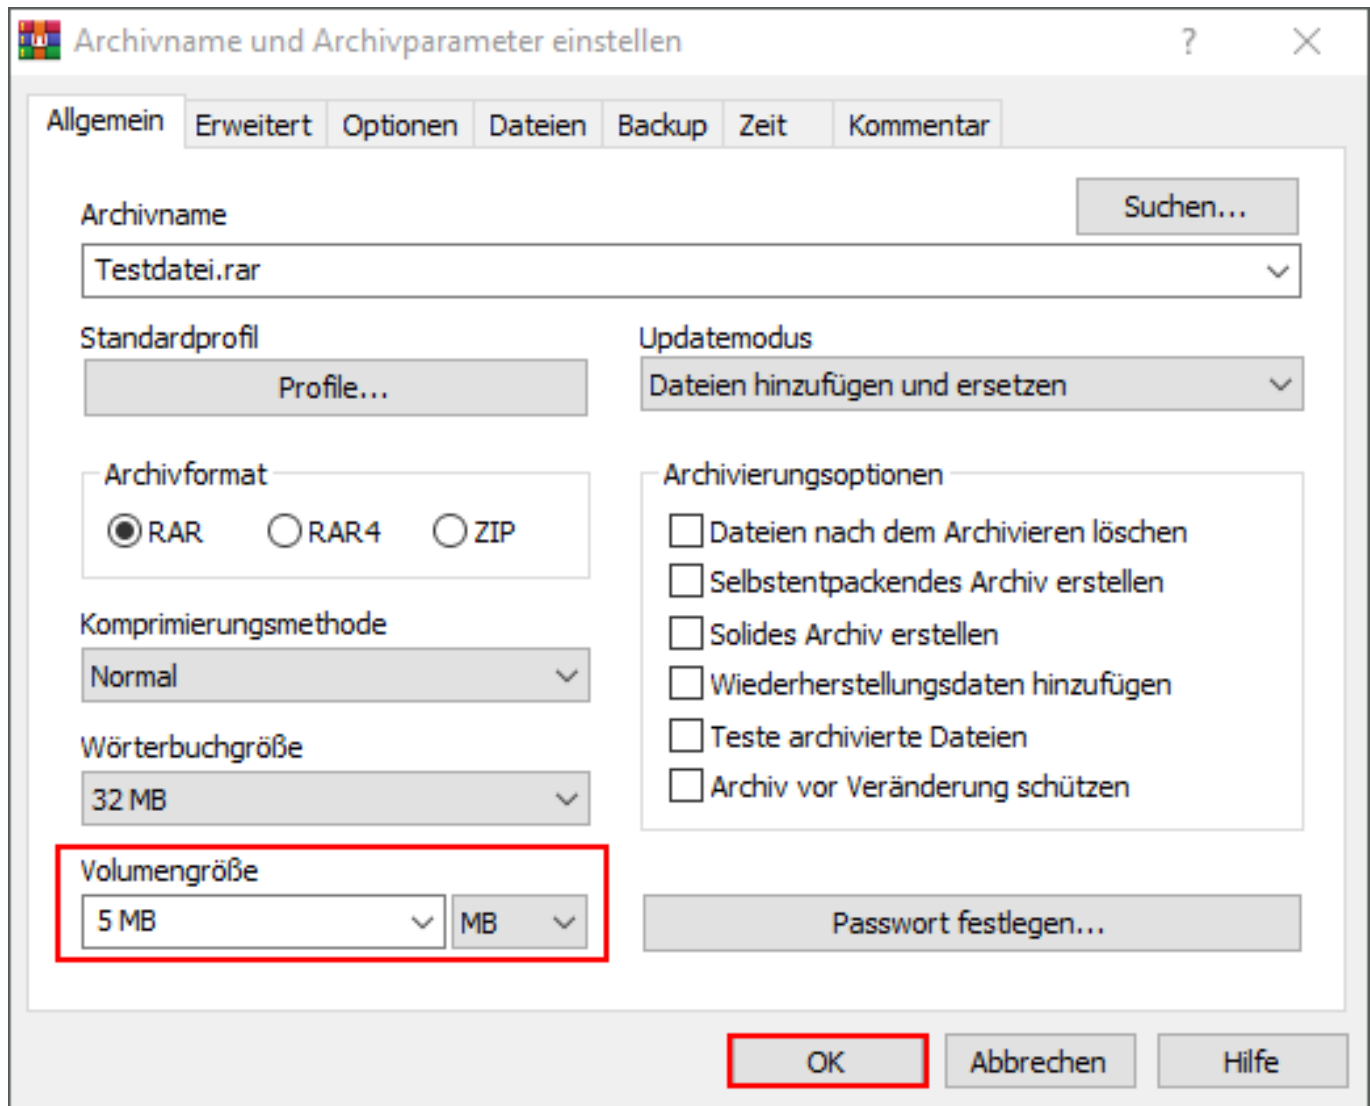 Archivname und Archivparameter einstellen
Allgemein Erweitert Optionen Dateien Backup Zeit Kommentar
Archivname
Suchen...
Testdatei.rar
Standardprofil
Profile...
Updatemodus
Dateien hinzufügen und ersetzen
Archivformat
RAR RAR4 ZIP
Komprimierungsmethode
Normal
Wörterbuchgröße
32 MB
Volumengröße
5 MB MB
Archivierungsoptionen
Dateien nach dem Archivieren löschen
Selbstentpackendes Archiv erstellen
Solides Archiv erstellen
Wiederherstellungsdaten hinzufügen
Teste archivierte Dateien
Archiv vor Veränderung schützen
Passwort festlegen...
OK Abbrechen Hilfe